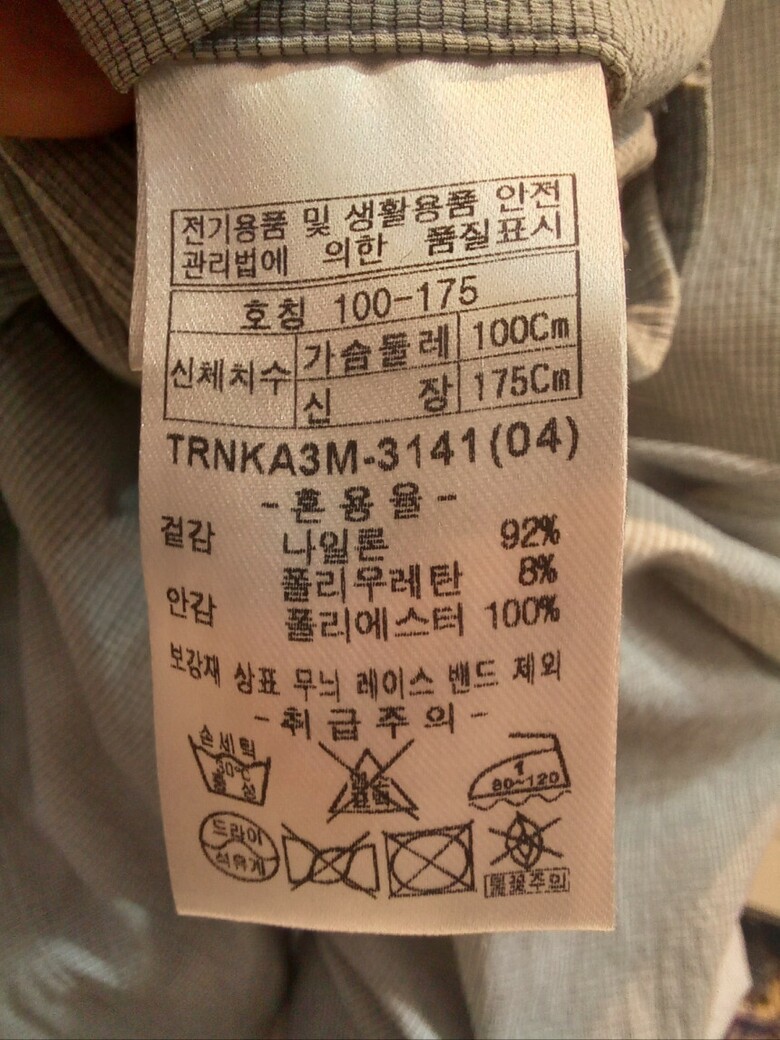 전기용품 및 생활용품 안전
관리법에 의한 품질표시
호칭 100-175
신체치수 가슴둘레 100Cm
신 장 175Cm
TRNKA3M-3141(04)
-혼용율-
겉감 나일론 92%
폴리우레탄 8%
안감 폴리에스터 100%
보강재 상표 무늬 레이스 밴드 제외
-취급주의-
손세탁
30℃
중성
1
80~120
드라이
석유계